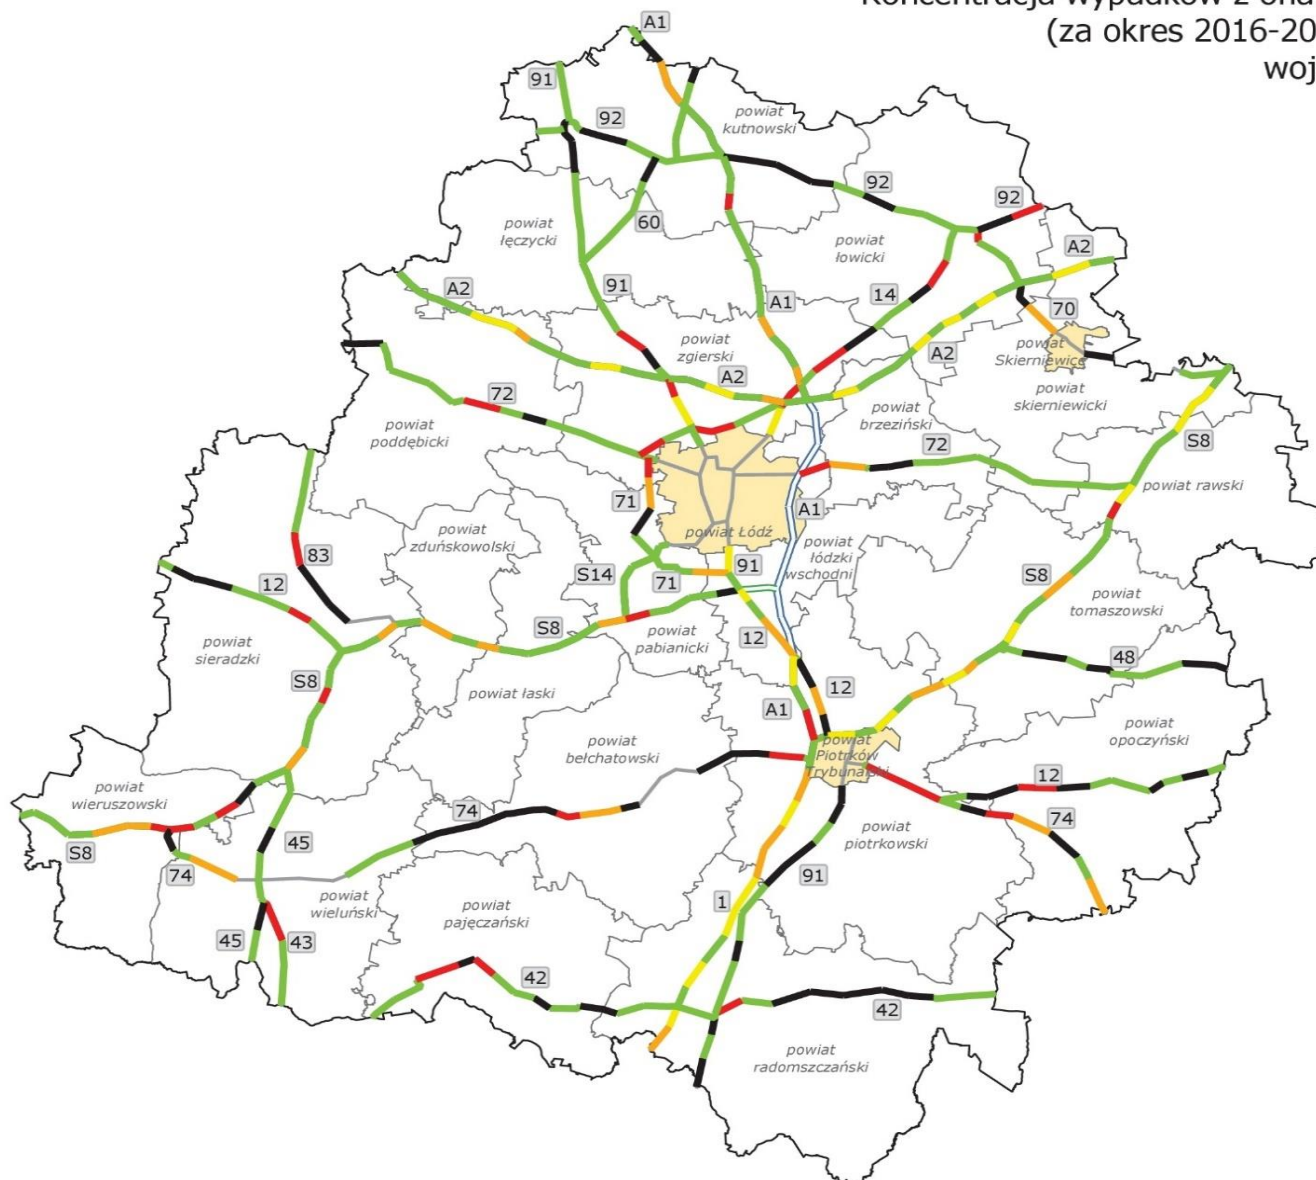 (za okres 2016-20
woj
A1
91
92
powiat
kutnowski
92
92
powiat
łęczycki
60
powiat
łowicki
A2
A2
91
A1
14
70
powiat
zgierski
powiat
Skierniewice
A2
A2
72
powiat
skierniewicki
powiat
poddębicki
powiat
brzeziński
72
S8
powiat rawski
71
A1
powiat
zduńskowolski
powiat Łódź
powiat
łódzki
wschodni
83
12
S14
71
91
S8
powiat
tomaszowski
powiat
sieradzki
S8
powiat
pabianicki
12
48
S8
powiat łaski
12
A1
powiat
bełchatowski
powiat
Piotrków
Trybunalski
powiat
opoczyński
powiat
wieruszowski
12
74
74
S8
45
powiat
piotrkowski
74
91
powiat
wieluński
powiat
pajęczański
1
45
43
42
42
powiat
radomszczański